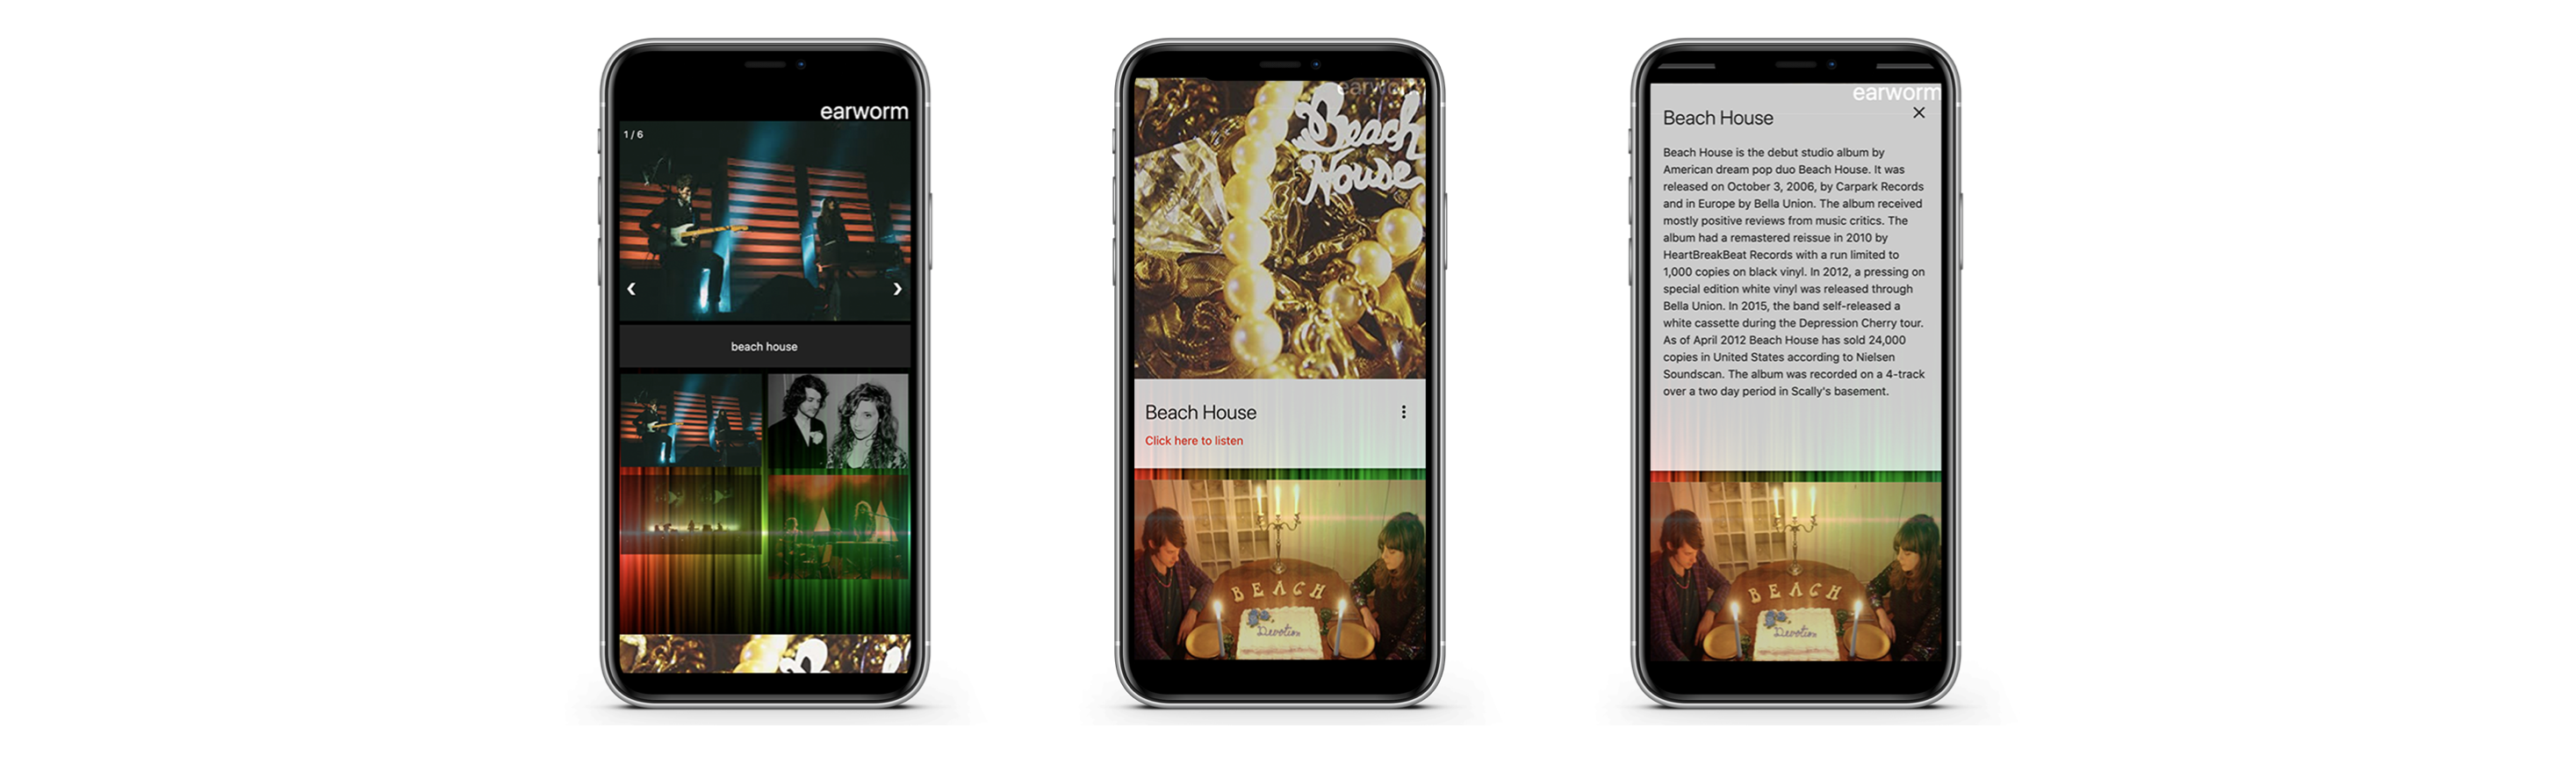 earworm
1 / 6
beach house
earworm
Beach House
Beach House
Click here to listen
BEACH
Devotion
earworm
Beach House
Beach House is the debut studio album by
American dream pop duo Beach House. It was
released on October 3, 2006, by Carpark Records
and in Europe by Bella Union. The album received
mostly positive reviews from music critics. The
album had a remastered reissue in 2010 by
HeartBreakBeat Records with a run limited to
1,000 copies on black vinyl. In 2012, a pressing on
special edition white vinyl was released through
Bella Union. In 2015, the band self-released a
white cassette during the Depression Cherry tour.
As of April 2012 Beach House has sold 24,000
copies in United States according to Nielsen
Soundscan. The album was recorded on a 4-track
over a two day period in Scally's basement.
BEACH
Devotion